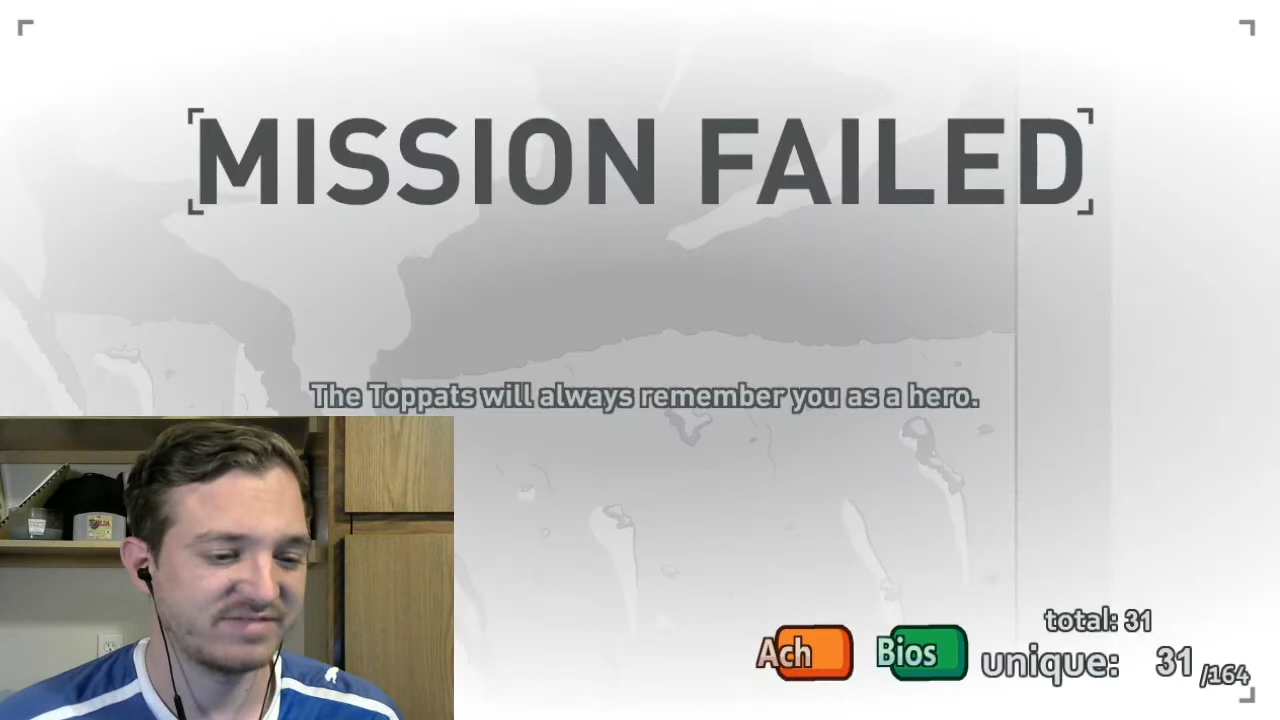 MISSION FAILED
The Toppats will always remember you as a hero.
total: 31
Ach Bios unique: 31 /164